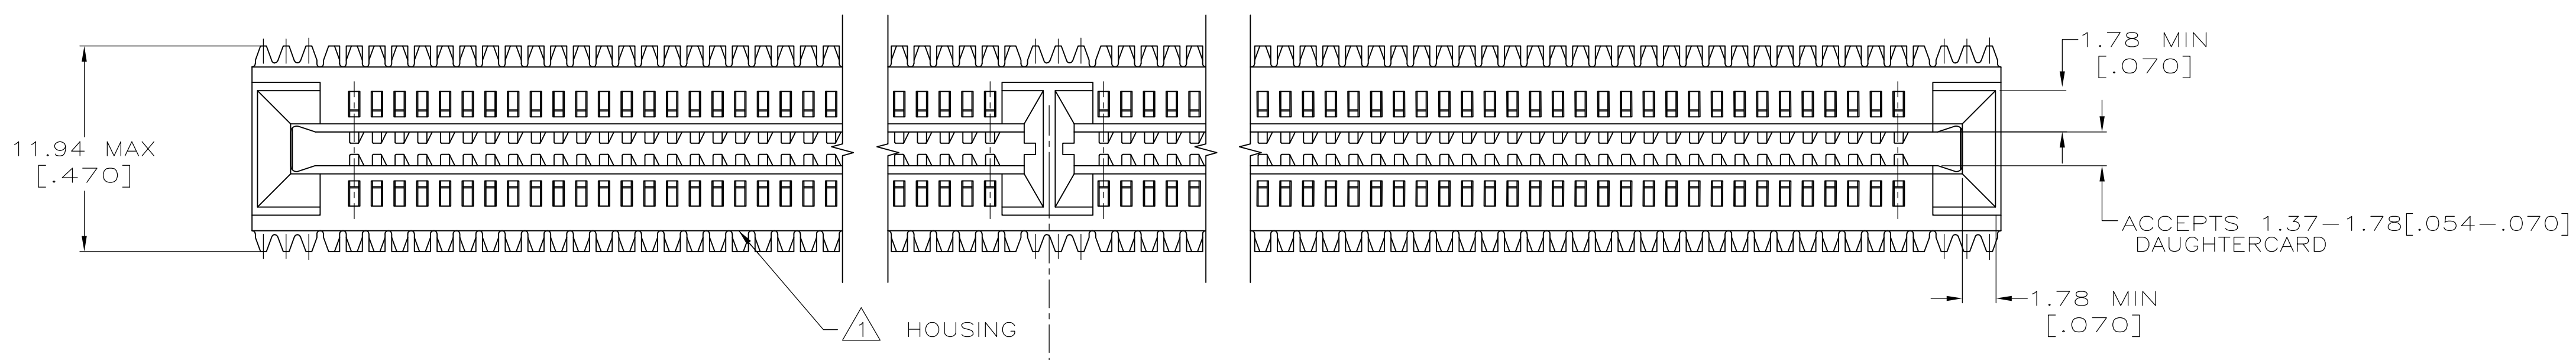 11.94 MAX
[.470]
1 HOUSING
1.78 MIN
[.070]
ACCEPTS 1.37-1.78[.054-.070]
DAUGHTERCARD
1.78 MIN
[.070]